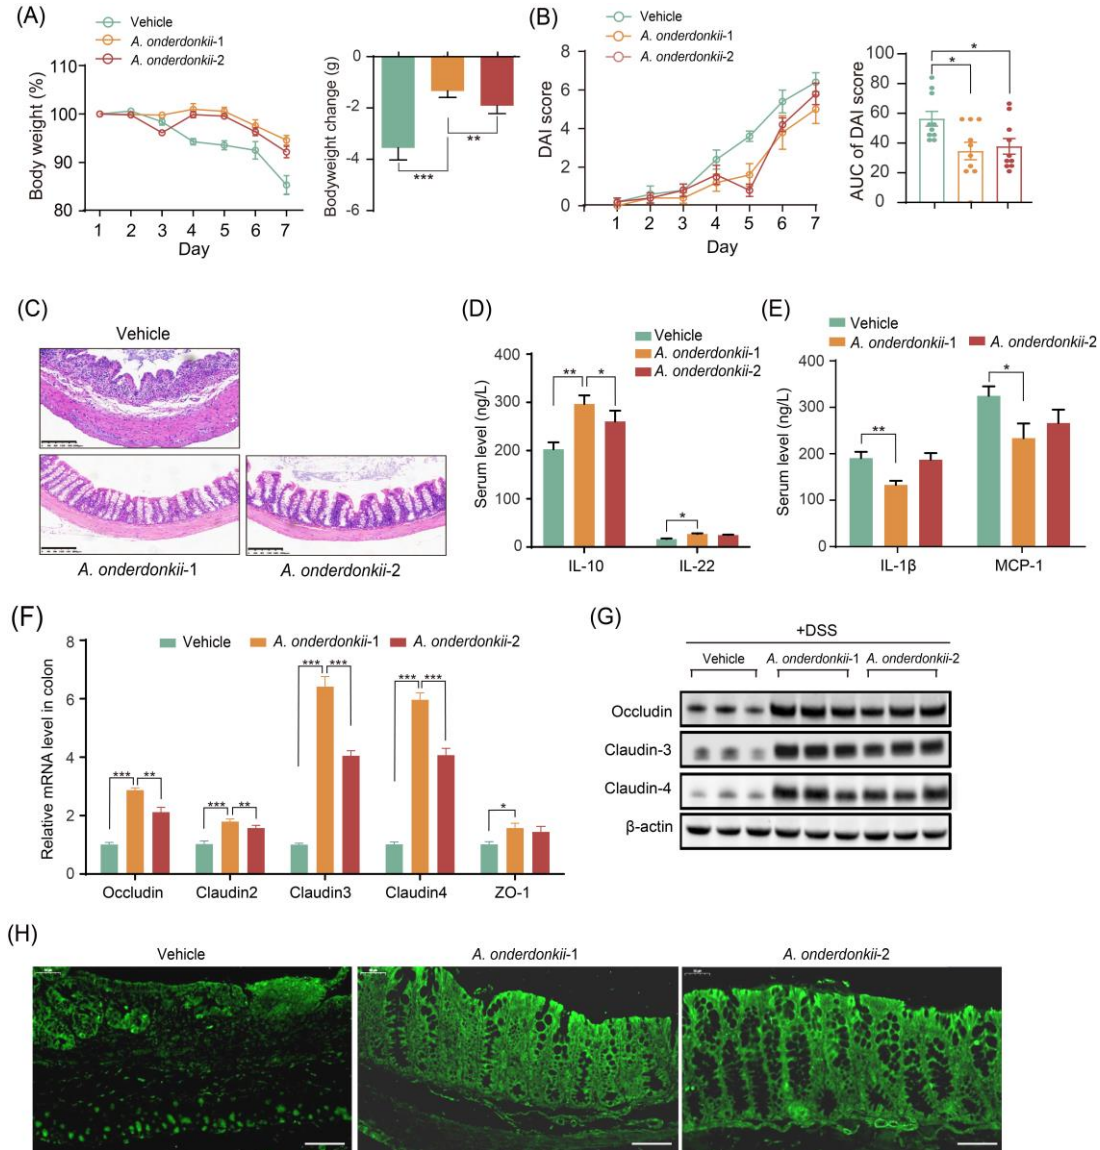 (A)
Vehicle
A. onderdonkii-1
A. onderdonkii-2
Body weight (%)
110
100
90
80
1 2 3 4 5 6 7
Day
Bodyweight change (g)
0
-2
-4
-6
***
**
(B)
Vehicle
A. onderdonkii-1
A. onderdonkii-2
DAI score
8
6
4
2
0
1 2 3 4 5 6 7
Day
AUC of DAI score
100
80
60
40
20
0
*
*
(C)
Vehicle
A. onderdonkii-1
A. onderdonkii-2
(D)
Vehicle
A. onderdonkii-1
A. onderdonkii-2
Serum level (ng/L)
400
300
200
100
0
** *
*
IL-10 IL-22
(E)
Vehicle
A. onderdonkii-1 A. onderdonkii-2
Serum level (ng/L)
400
300
200
100
0
**
*
IL-1β MCP-1
(F)
Vehicle A. onderdonkii-1 A. onderdonkii-2
Relative mRNA level in colon
8
6
4
2
0
*** **
*** **
*** ***
*** ***
*
Occludin Claudin2 Claudin3 Claudin4 ZO-1
(G)
+DSS
Vehicle A. onderdonkii-1 A. onderdonkii-2
Occludin
Claudin-3
Claudin-4
β-actin
(H)
Vehicle A. onderdonkii-1 A. onderdonkii-2